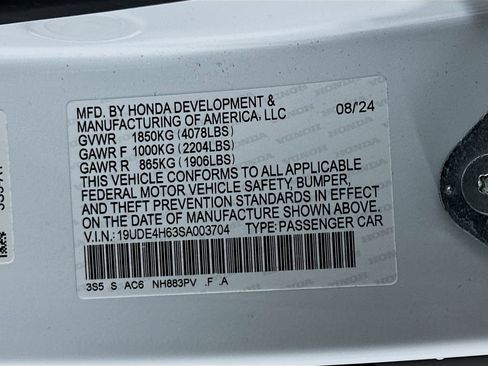 MFD. BY HONDA DEVELOPMENT &
MANUFACTURING OF AMERICA, LLC 08/24
GVWR 1850KG (4078LBS)
GAWR F 1000KG (2204LBS)
GAWR R 865KG (1906LBS)
THIS VEHICLE CONFORMS TO ALL APPLICABLE
FEDERAL MOTOR VEHICLE SAFETY, BUMPER,
AND THEFT PREVENTION STANDARDS IN EFFECT
ON THE DATE OF MANUFACTURE SHOWN ABOVE.
V.I.N.:19UDE4H63SA003704 TYPE:PASSENGER CAR
3S5 S AC6 NH883PV .F .A